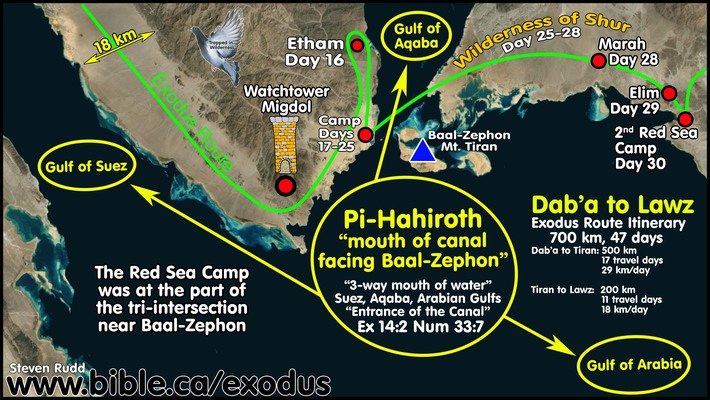 18 km
Trapped in
Wilderness
Etham
Day 16
Gulf of
Aqaba
Wilderness of Shur
Day 25-28
Marah
Day 28
Elim
Day 29
2nd Red Sea
Camp
Day 30
Watchtower
Migdol
Exodus Route
Camp
Days
17-25
Baal-Zephon
Mt. Tiran
Gulf of Suez
Pi-Hahiroth
“mouth of canal
facing Baal-Zephon”
“3-way mouth of water”
Suez, Aqaba, Arabian Gulfs
“Entrance of the Canal”
Ex 14:2 Num 33:7
Dab’a to Lawz
Exodus Route Itinerary
700 km, 47 days
Dab’a to Tiran: 500 km
17 travel days
29 km/day
Tiran to Lawz: 200 km
11 travel days
18 km/day
The Red Sea Camp
was at the part of
the tri-intersection
near Baal-Zephon
Gulf of Arabia
Steven Rudd
www.bible.ca/exodus